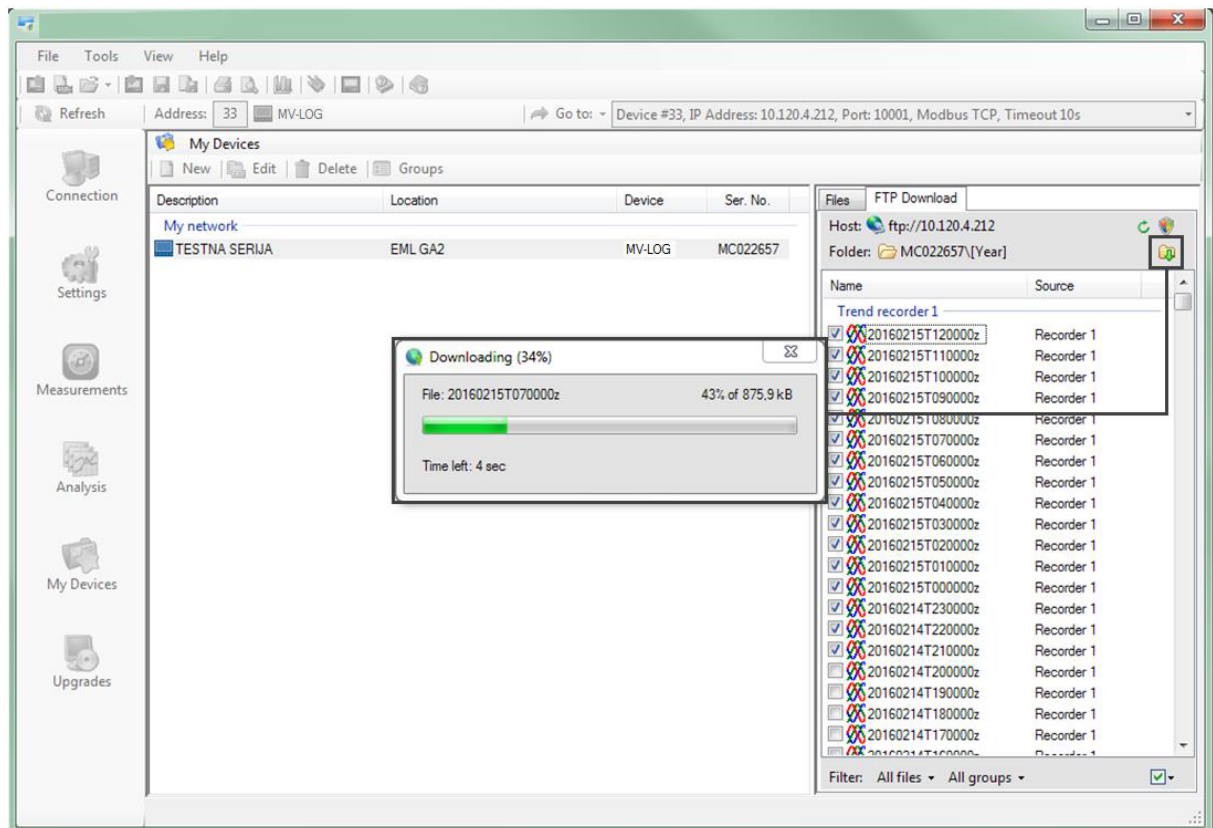 File Tools View Help
Refresh Address: 33 MV-LOG Go to: Device #33, IP Address: 10.120.4.212, Port: 10001, Modbus TCP, Timeout 10s
Connection
Settings
Measurements
Analysis
My Devices
Upgrades
My Devices
New Edit Delete Groups
Description Location Device Ser. No.
My network
TESTNA SERIJA EML GA2 MV-LOG MC022657
Downloading (34%)
File: 20160215T070000z 43% of 875,9 kB
Time left: 4 sec
Files FTP Download
Host: ftp://10.120.4.212
Folder: MC022657\[Year]
Name Source
Trend recorder 1
20160215T120000z Recorder 1
20160215T110000z Recorder 1
20160215T100000z Recorder 1
20160215T090000z Recorder 1
20160215T080000z Recorder 1
20160215T070000z Recorder 1
20160215T060000z Recorder 1
20160215T050000z Recorder 1
20160215T040000z Recorder 1
20160215T030000z Recorder 1
20160215T020000z Recorder 1
20160215T010000z Recorder 1
20160215T000000z Recorder 1
20160214T230000z Recorder 1
20160214T220000z Recorder 1
20160214T210000z Recorder 1
20160214T200000z Recorder 1
20160214T190000z Recorder 1
20160214T180000z Recorder 1
20160214T170000z Recorder 1
Filter: All files All groups